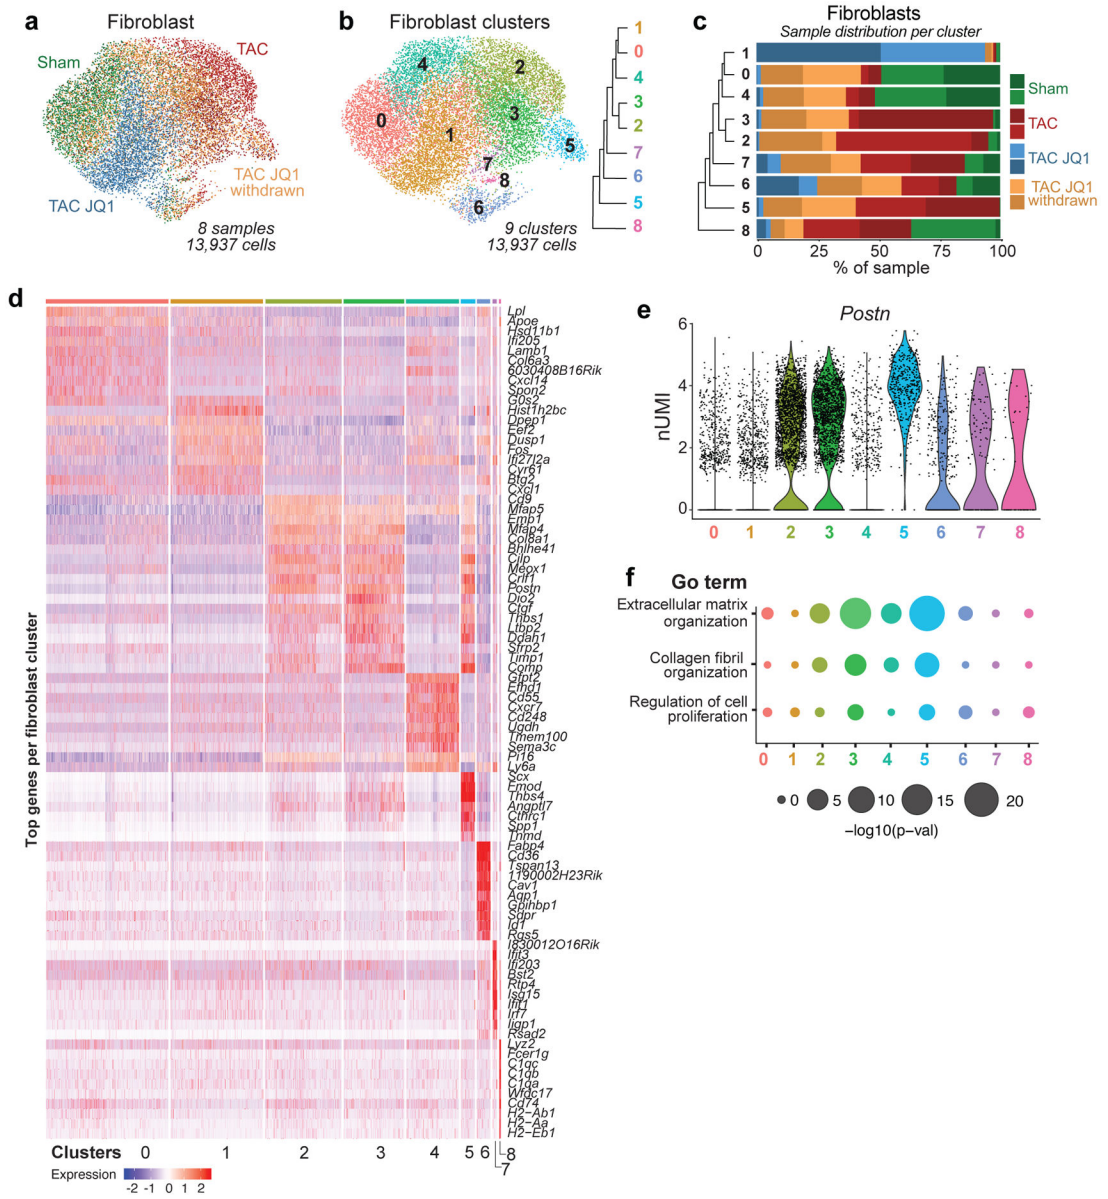 a
Fibroblast
Sham
TAC
TAC JQ1
TAC JQ1
withdrawn
8 samples
13,937 cells
b
Fibroblast clusters
4
2
0
1
3
5
7
8
6
9 clusters
13,937 cells
1
0
4
3
2
7
6
5
8
c
Fibroblasts
Sample distribution per cluster
1
0
4
3
2
7
6
5
8
0
25
50
75
100
% of sample
Sham
TAC
TAC JQ1
TAC JQ1
withdrawn
d
Top genes per fibroblast cluster
Lpl
Apoe
Hsd11b1
Ifi205
Lamb1
Col6a3
6030408B16Rik
Cxcl14
Spon2
G0s2
Hist1h2bc
Dpep1
Eef2
Dusp1
Fos
Ifi27l2a
Cyr61
Btg2
Cxcl1
Cd9
Mfap5
Emp1
Mfap4
Col8a1
Bhlhe41
Cilp
Meox1
Crlf1
Postn
Dio2
Ctgf
Thbs1
Ltbp2
Ddah1
Sfrp2
Timp1
Comp
Gfpt2
Efhd1
Cd55
Cxcr7
Cd248
Ugdh
Tmem100
Sema3c
Pi16
Ly6a
Scx
Fmod
Thbs4
Angptl7
Cthrc1
Spp1
Tnmd
Fabp4
Cd36
Tspan13
1190002H23Rik
Cav1
Aqp1
Gpihbp1
Sdpr
Id1
Rgs5
I830012O16Rik
Ifit3
Ifi203
Bst2
Rtp4
Isg15
Ifit1
Irf7
Iigp1
Rsad2
Lyz2
Fcer1g
C1qc
C1qb
C1qa
Wfdc17
Cd74
H2-Ab1
H2-Aa
H2-Eb1
Clusters 0 1 2 3 4 5 6 8
7
Expression
-2 -1 0 1 2
e
Postn
nUMI
6
4
2
0
0 1 2 3 4 5 6 7 8
f
Go term
Extracellular matrix
organization
Collagen fibril
organization
Regulation of cell
proliferation
0 1 2 3 4 5 6 7 8
0 5 10 15 20
−log10(p-val)